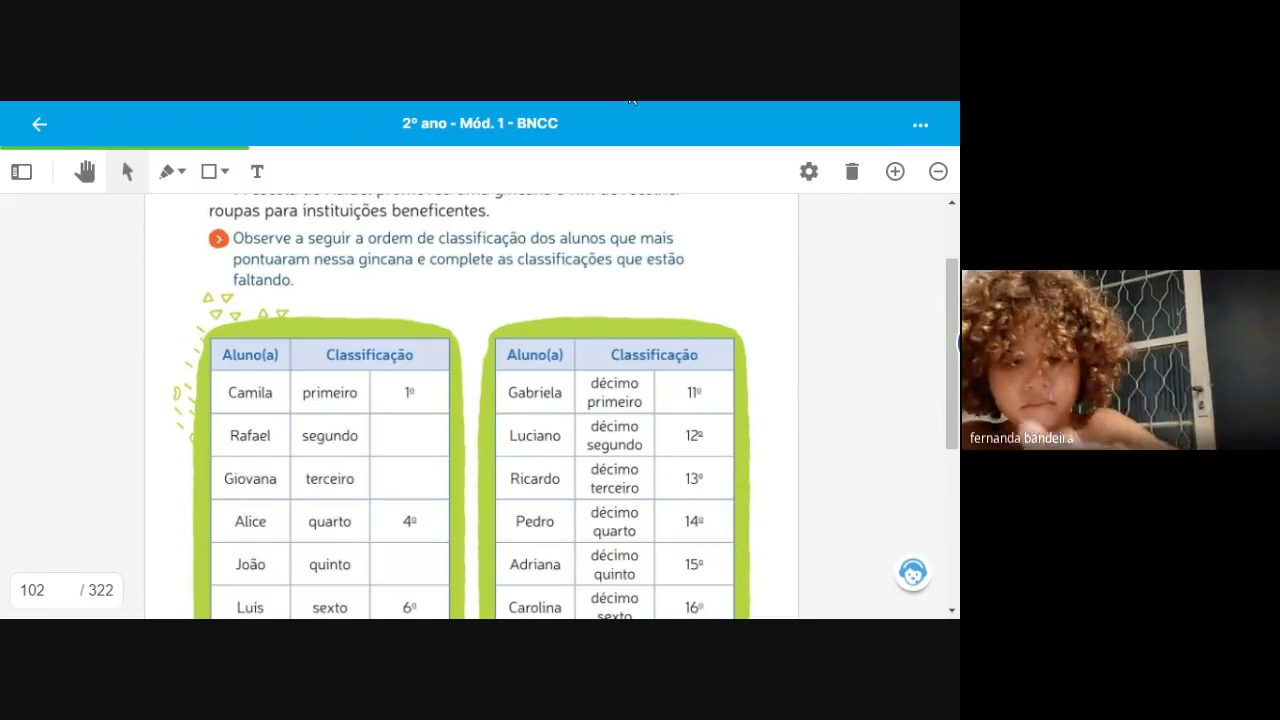 2º ano - Mód. 1 - BNCC
T
roupas para instituições beneficentes.
Observe a seguir a ordem de classificação dos alunos que mais
pontuaram nessa gincana e complete as classificações que estão
faltando.
Aluno(a) Classificação
Camila primeiro 1º
Rafael segundo
Giovana terceiro
Alice quarto 4º
João quinto
Luís sexto 6º
Aluno(a) Classificação
Gabriela décimo primeiro 11º
Luciano décimo segundo 12º
Ricardo décimo terceiro 13º
Pedro décimo quarto 14º
Adriana décimo quinto 15º
Carolina décimo sexto 16º
102 / 322
fernanda bandeira